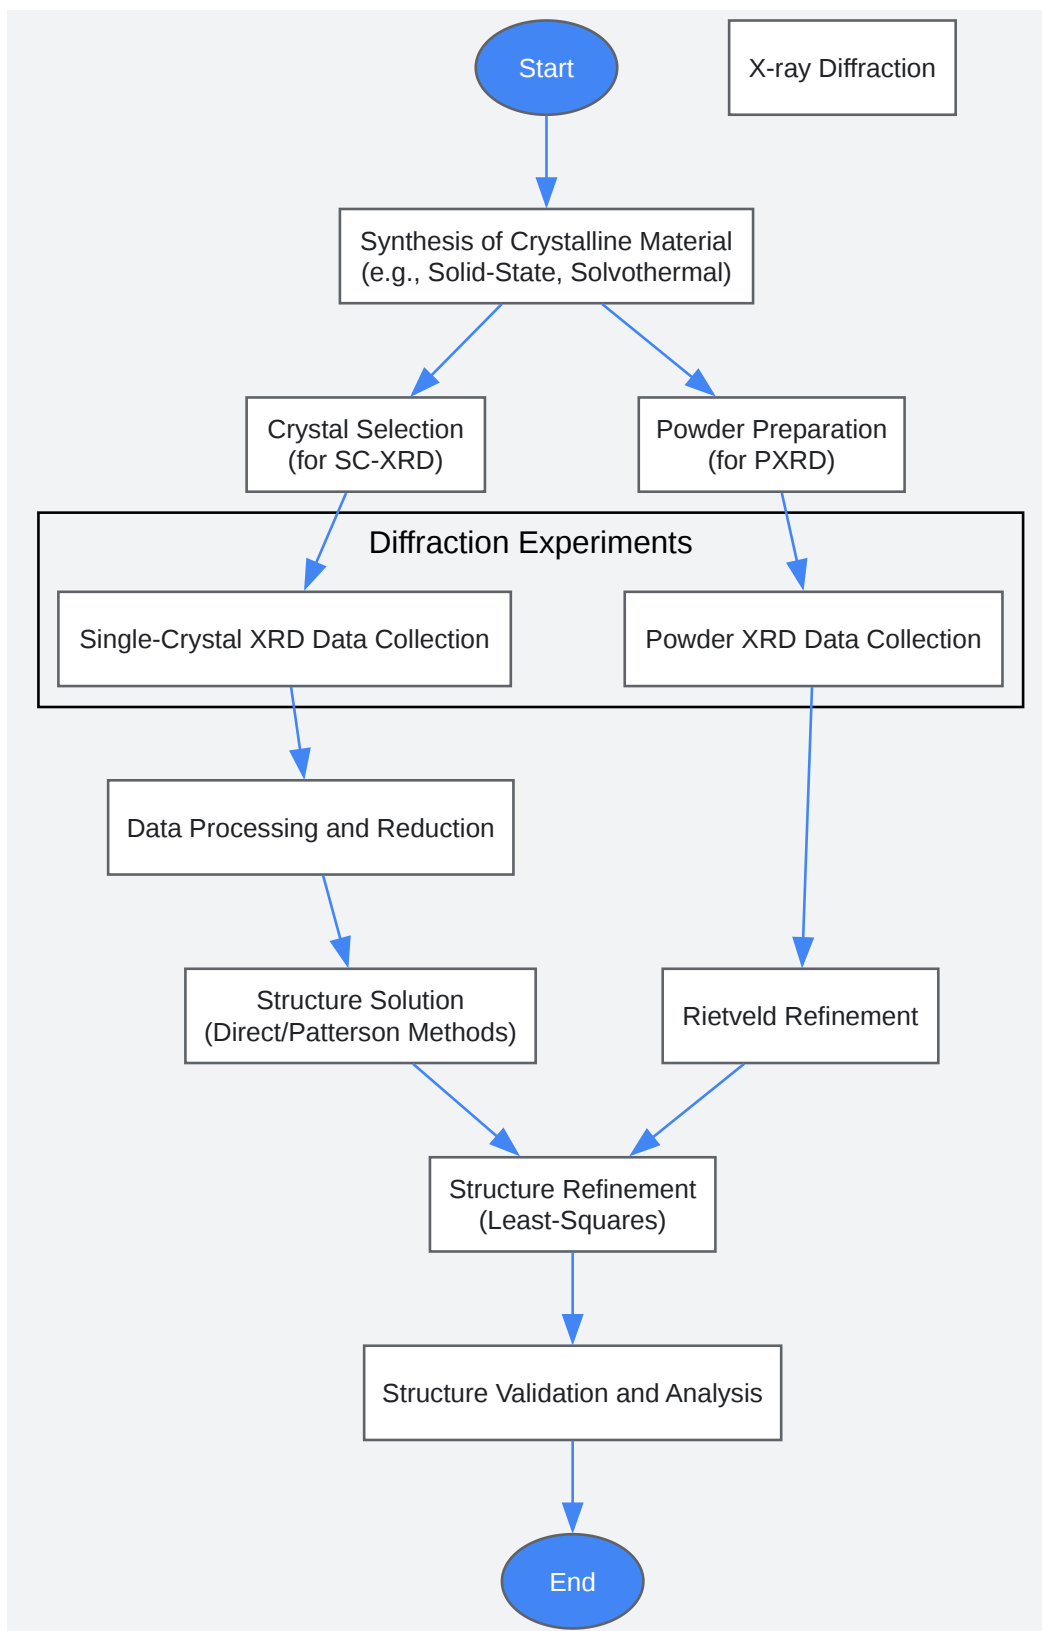 Start
X-ray Diffraction
Synthesis of Crystalline Material
(e.g., Solid-State, Solvothermal)
Crystal Selection
(for SC-XRD)
Powder Preparation
(for PXRD)
Diffraction Experiments
Single-Crystal XRD Data Collection
Powder XRD Data Collection
Data Processing and Reduction
Structure Solution
(Direct/Patterson Methods)
Rietveld Refinement
Structure Refinement
(Least-Squares)
Structure Validation and Analysis
End